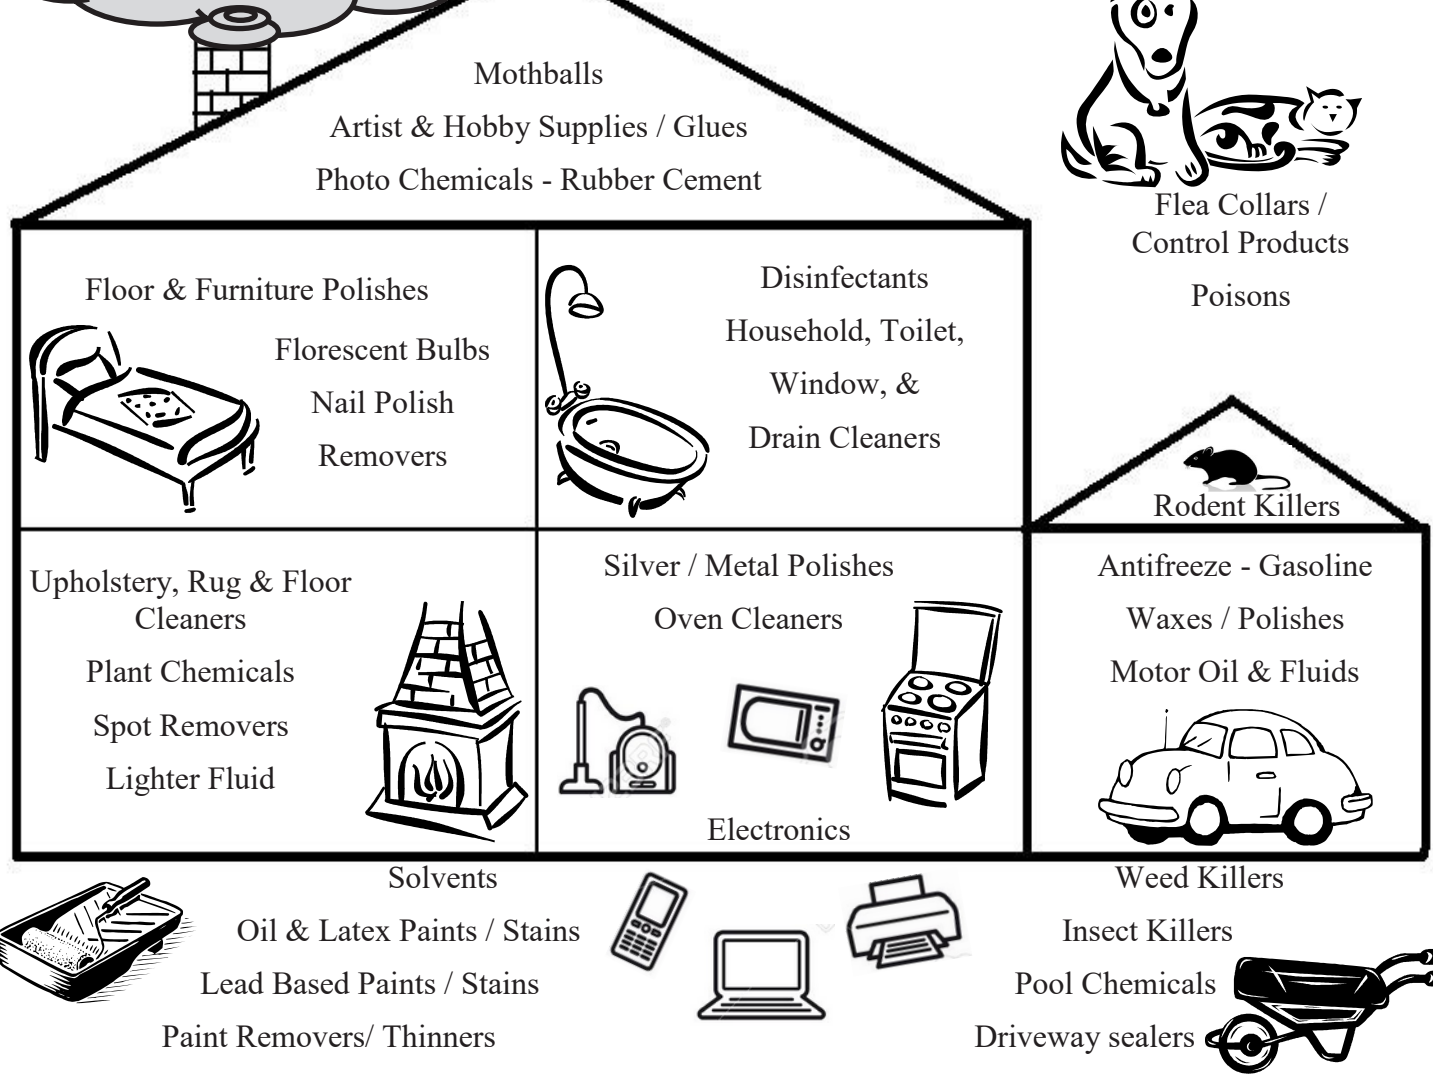 Mothballs
Artist & Hobby Supplies / Glues
Photo Chemicals - Rubber Cement
Flea Collars /
Control Products
Poisons
Floor & Furniture Polishes
Florescent Bulbs
Nail Polish
Removers
Disinfectants
Household, Toilet,
Window, &
Drain Cleaners
Rodent Killers
Upholstery, Rug & Floor
Cleaners
Plant Chemicals
Spot Removers
Lighter Fluid
Silver / Metal Polishes
Oven Cleaners
Electronics
Antifreeze - Gasoline
Waxes / Polishes
Motor Oil & Fluids
Solvents
Oil & Latex Paints / Stains
Lead Based Paints / Stains
Paint Removers/ Thinners
Weed Killers
Insect Killers
Pool Chemicals
Driveway sealers